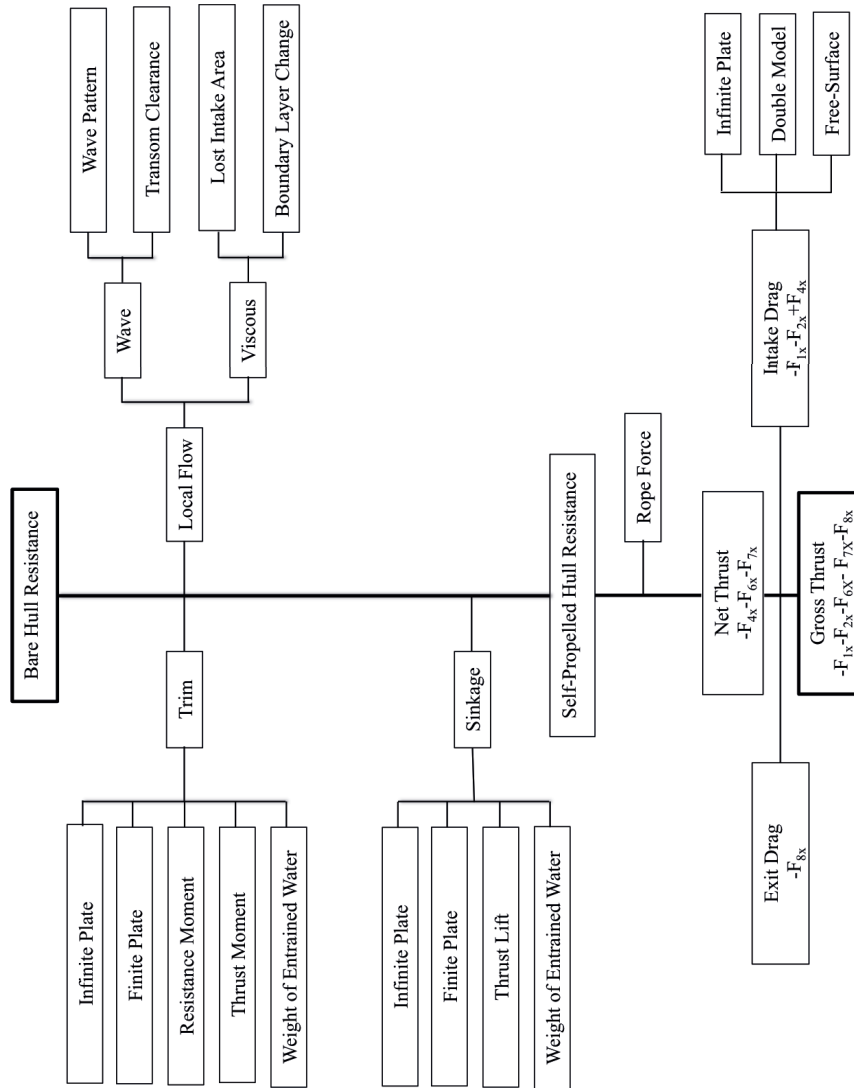 Bare Hull Resistance
Trim
Infinite Plate
Finite Plate
Resistance Moment
Thrust Moment
Weight of Entrained Water
Local Flow
Wave
Wave Pattern
Transom Clearance
Viscous
Lost Intake Area
Boundary Layer Change
Sinkage
Infinite Plate
Finite Plate
Thrust Lift
Weight of Entrained Water
Self-Propelled Hull Resistance
Rope Force
Net Thrust
-F4x-F6x-F7x
Exit Drag
-F8x
Intake Drag
-F1x-F2x+F4x
Infinite Plate
Double Model
Free-Surface
Gross Thrust
-F1x-F2x-F6X- F7X-F8x